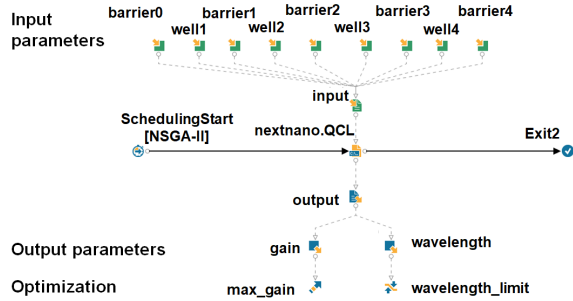 Input
parameters
barrier0
barrier1
barrier2
barrier3
barrier4
well1
well2
well3
well4
input
SchedulingStart
[NSGA-II]
nextnano.QCL
Exit2
output
Output parameters
gain
wavelength
Optimization
max_gain
wavelength_limit